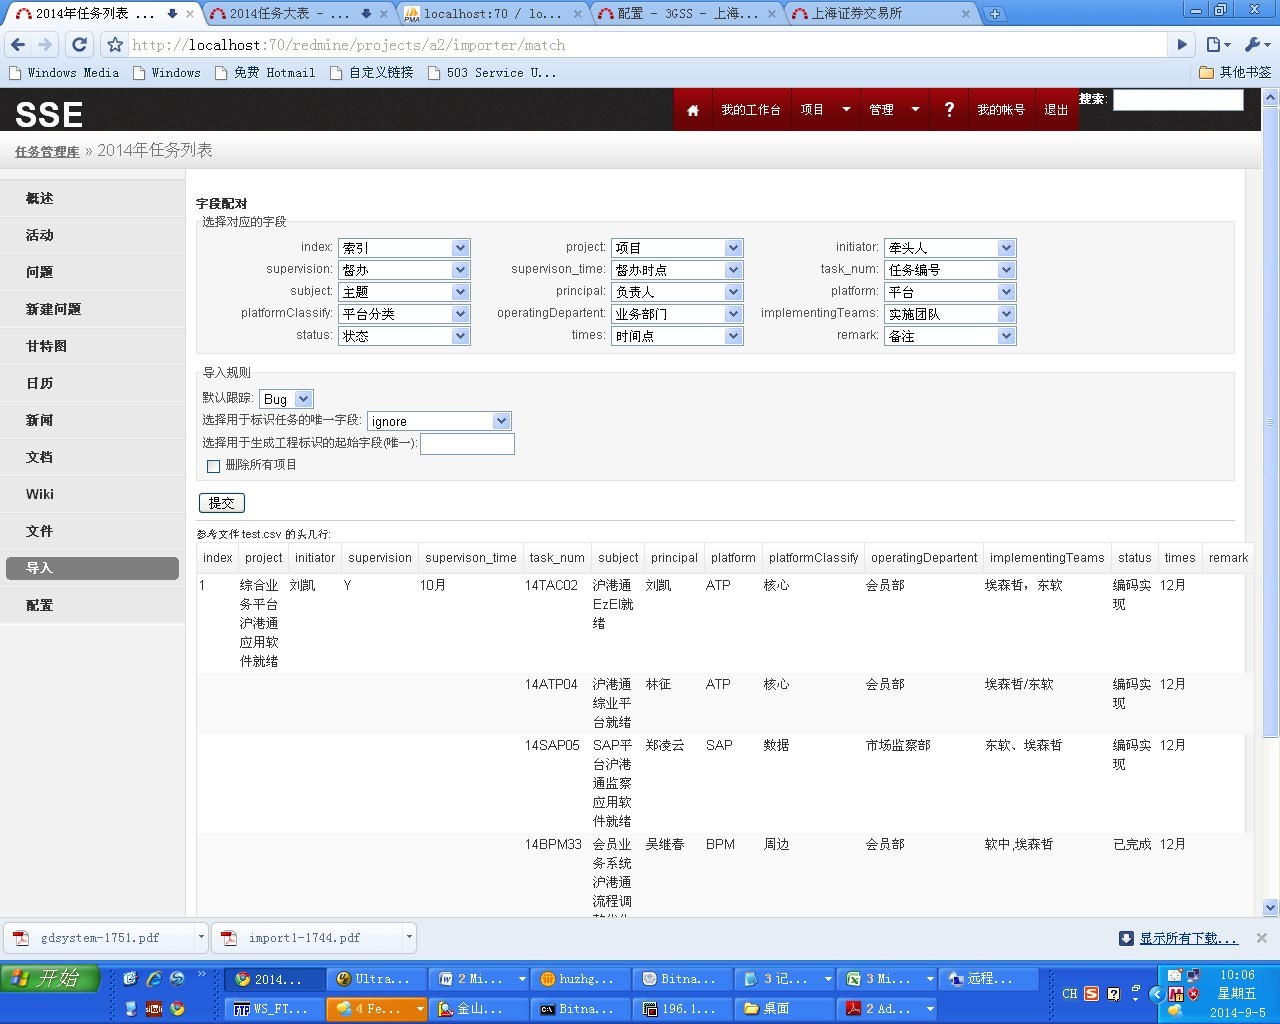 2014年任务列表 ...
2014任务大表 - ...
localhost:70 / lo...
配置 - 3GSS - 上海...
上海证券交易所
http://localhost:70/redmine/projects/a2/importer/match
Windows Media
Windows
免费 Hotmail
自定义链接
503 Service U...
其他书签
SSE
我的工作台
项目
管理
?
我的帐号
退出
搜索:
任务管理库 » 2014年任务列表
概述
活动
问题
新建问题
甘特图
日历
新闻
文档
Wiki
文件
导入
配置
字段配对
选择对应的字段
index: 索引 project: 项目 initiator: 牵头人
supervision: 督办 supervison_time: 督办时点 task_num: 任务编号
subject: 主题 principal: 负责人 platform: 平台
platformClassify: 平台分类 operatingDepartent: 业务部门 implementingTeams: 实施团队
status: 状态 times: 时间点 remark: 备注
导入规则
默认跟踪: Bug
选择用于标识任务的唯一字段: ignore
选择用于生成工程标识的起始字段(唯一):
删除所有项目
提交
参考文件 test.csv 的头几行:
index project initiator supervision supervison_time task_num subject principal platform platformClassify operatingDepartent implementingTeams status times remark
1 综合业务平台沪港通应用软件就绪 刘凯 Y 10月 14TAC02 沪港通EzEI就绪 刘凯 ATP 核心 会员部 埃森哲，东软 编码实现 12月
14ATP04 沪港通综业平台就绪 林征 ATP 核心 会员部 埃森哲/东软 编码实现 12月
14SAP05 SAP平台沪港通监察应用软件就绪 郑凌云 SAP 数据 市场监察部 东软、埃森哲 编码实现 12月
14BPM33 会员业务系统沪港通流程调 吴继春 BPM 周边 会员部 软中,埃森哲 已完成 12月
gdsystem-1751.pdf
import1-1744.pdf
显示所有下载...
开始
2014...
Ultra...
2 Mi...
huzhg...
Bitna...
3 记...
3 Mi...
远程...
WS_FT...
4 Fe...
金山...
Bitna...
196.1...
桌面
2 Ad...
CH
10:06
星期五
2014-9-5